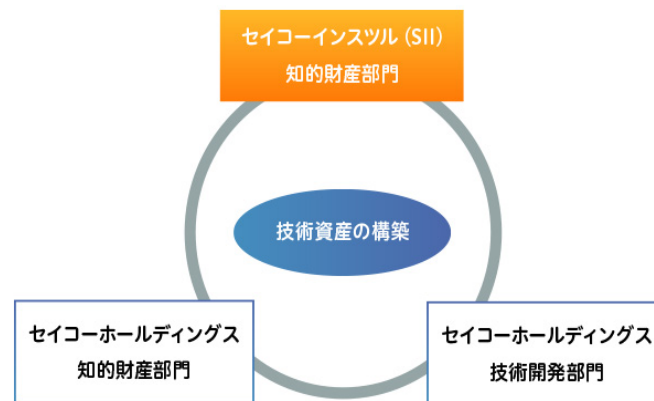 セイコーインスツル (SII)
知的財産部門
技術資産の構築
セイコーホールディングス
知的財産部門
セイコーホールディングス
技術開発部門